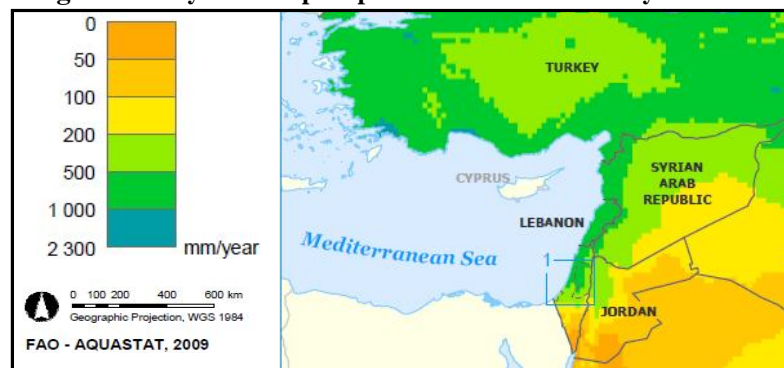 0
50
100
200
500
1 000
2 300
mm/year
0 100 200 400 600 km
Geographic Projection, WGS 1984
FAO - AQUASTAT, 2009
TURKEY
CYPRUS
SYRIAN
ARAB
REPUBLIC
LEBANON
Mediterranean Sea
1
JORDAN